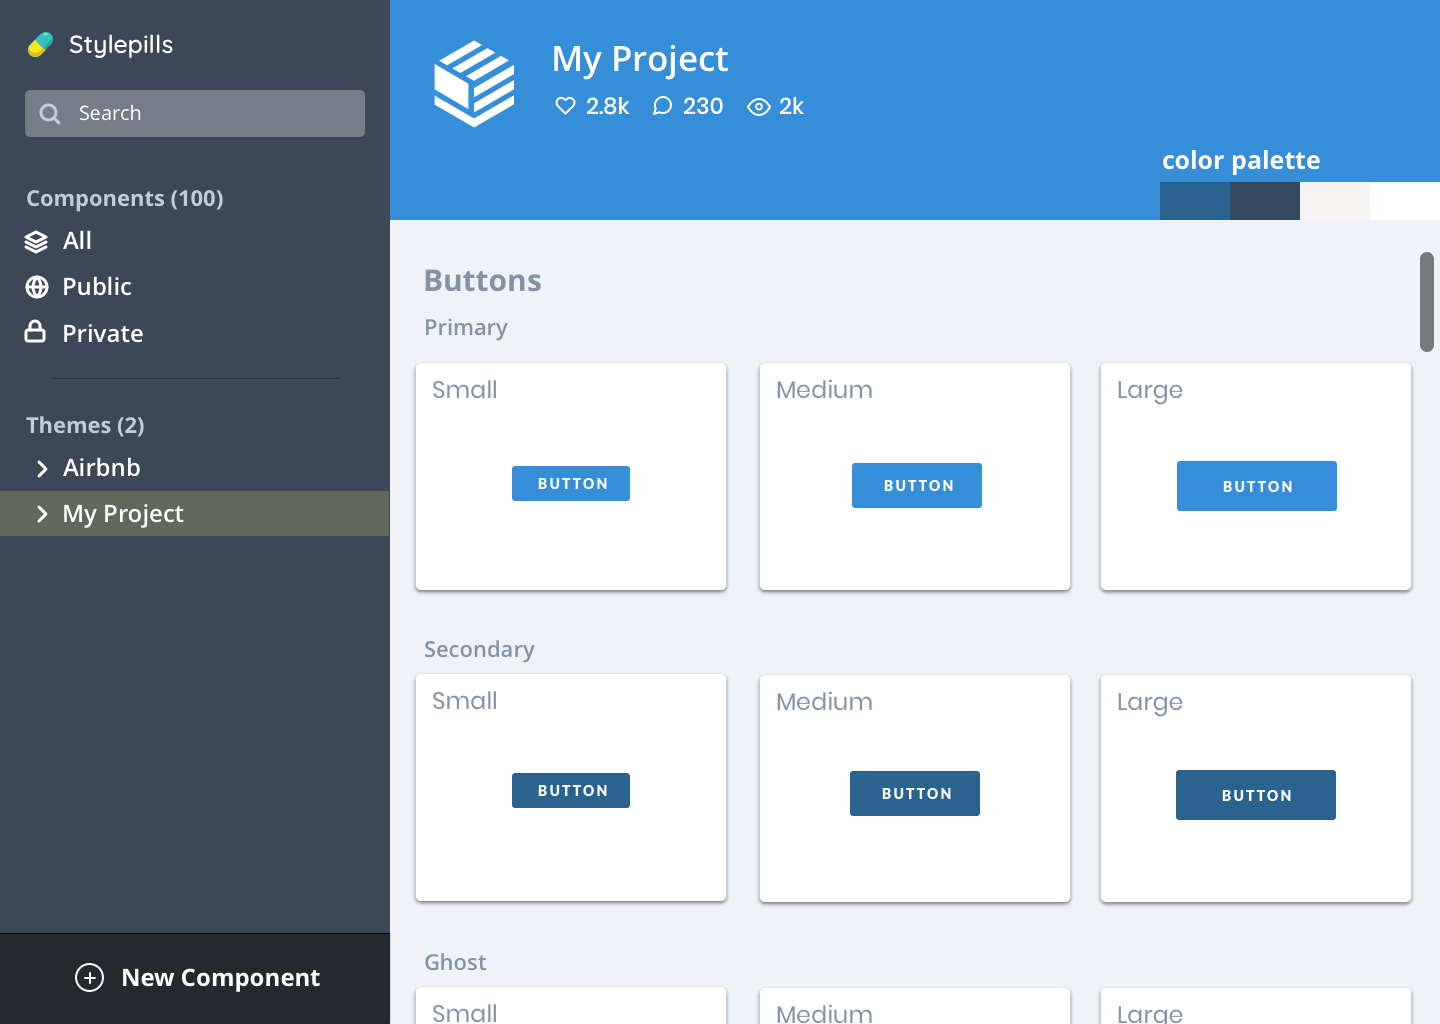 Stylepills
Search
Components (100)
All
Public
Private
Themes (2)
Airbnb
My Project
New Component
My Project
2.8k 230 2k
color palette
Buttons
Primary
Small Medium Large
BUTTON BUTTON BUTTON
Secondary
Small Medium Large
BUTTON BUTTON BUTTON
Ghost
Small Medium Large